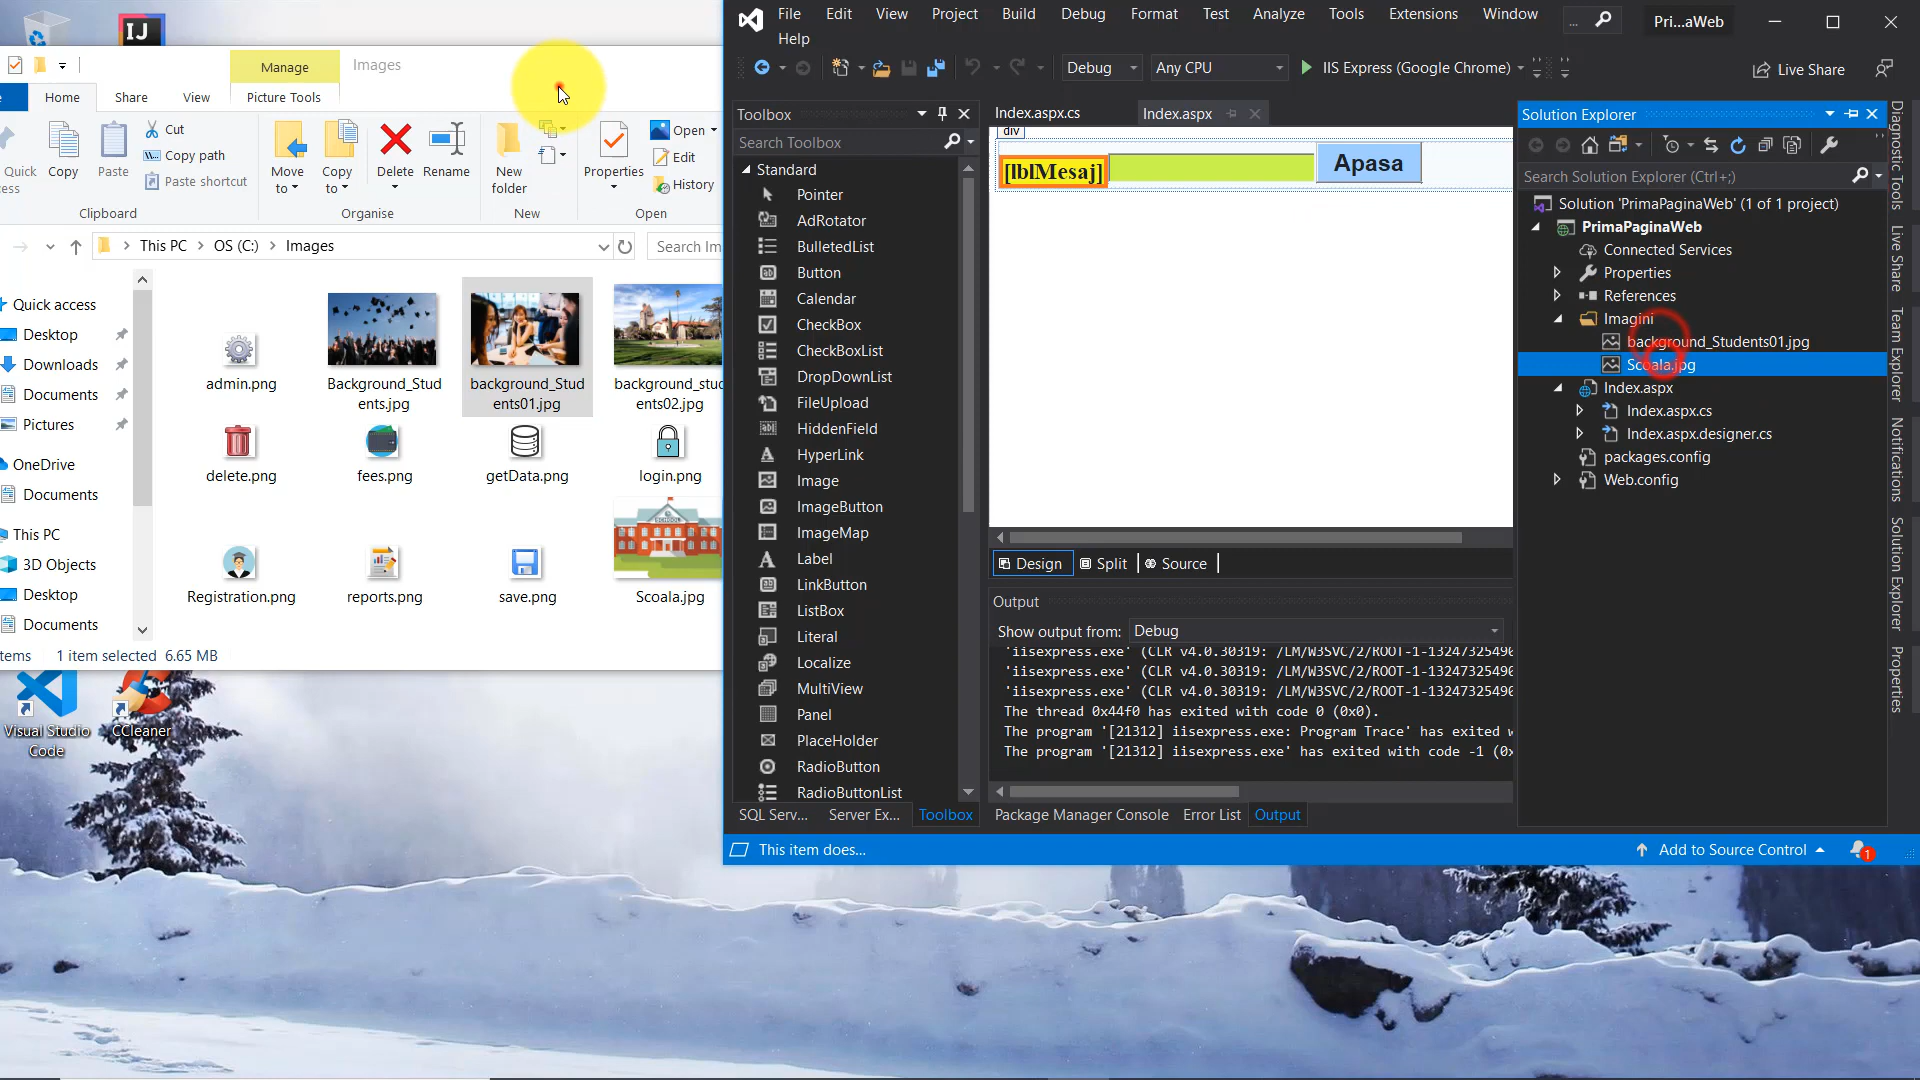 IJ
Manage
Images
Home
Share
View
Picture Tools
Quick
cess
Copy
Paste
Cut
Copy path
Paste shortcut
Clipboard
Move
to
Copy
to
Delete
Rename
Organise
New
folder
New
Properties
Open
Edit
History
Open
This PC
OS (C:)
Images
Search Im
Quick access
Desktop
Downloads
Documents
Pictures
OneDrive
Documents
This PC
3D Objects
Desktop
Documents
admin.png
Background_Stud
ents.jpg
background_Stud
ents01.jpg
background_stu
ents02.jpg
delete.png
fees.png
getData.png
login.png
Registration.png
reports.png
save.png
Scoala.jpg
tems
1 item selected 6.65 MB
Visual Studio
Code
CCleaner
File
Edit
View
Project
Build
Debug
Format
Test
Analyze
Tools
Extensions
Window
Help
...
Pri...aWeb
Debug
Any CPU
IIS Express (Google Chrome)
Live Share
Toolbox
Search Toolbox
Standard
Pointer
AdRotator
BulletedList
Button
Calendar
CheckBox
CheckBoxList
DropDownList
FileUpload
HiddenField
HyperLink
Image
ImageButton
ImageMap
Label
LinkButton
ListBox
Literal
Localize
MultiView
Panel
PlaceHolder
RadioButton
RadioButtonList
SQL Serv...
Server Ex...
Toolbox
Index.aspx.cs
Index.aspx
div
[lblMesaj]
Apasa
Design
Split
Source
Output
Show output from:
Debug
'iisexpress.exe' (CLR v4.0.30319: /LM/W3SVC/2/ROOT-1-1324732549
'iisexpress.exe' (CLR v4.0.30319: /LM/W3SVC/2/ROOT-1-1324732549
'iisexpress.exe' (CLR v4.0.30319: /LM/W3SVC/2/ROOT-1-1324732549
The thread 0x44f0 has exited with code 0 (0x0).
The program '[21312] iisexpress.exe: Program Trace' has exited w
The program '[21312] iisexpress.exe' has exited with code -1 (0x
Package Manager Console
Error List
Output
Solution Explorer
Search Solution Explorer (Ctrl+;)
Solution 'PrimaPaginaWeb' (1 of 1 project)
PrimaPaginaWeb
Connected Services
Properties
References
Imagini
background_Students01.jpg
Scoala.jpg
Index.aspx
Index.aspx.cs
Index.aspx.designer.cs
packages.config
Web.config
Diagnostic Tools
Live Share
Team Explorer
Notifications
Solution Explorer
Properties
This item does...
Add to Source Control
1